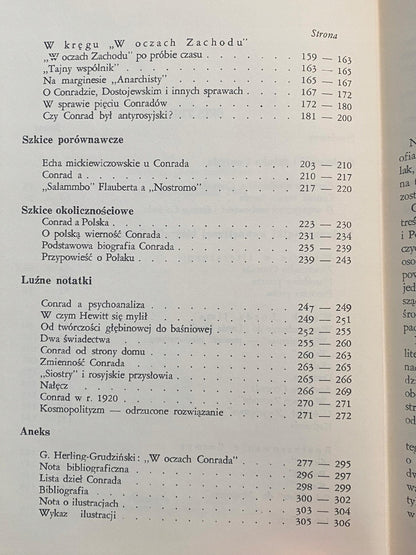 Strona
W kręgu „W oczach Zachodu"
„W oczach Zachodu" po próbie czasu . . . . . . 159 — 163
„Tajny wspólnik" . . . . . . 163 — 165
Na marginesie „Anarchisty" . . . . . . 165 — 167
O Conradzie, Dostojewskim i innych sprawach . . . . 167 — 172
W sprawie pięciu Conradów . . . . . . 172 — 180
Czy Conrad był antyrosyjski? . . . . . . 181 — 200
Szkice porównawcze
Echa mickiewiczowskie u Conrada . . . . . . 203 — 210
Conrad a . . . . . . 210 — 217
„Salammbo" Flauberta a „Nostromo" . . . . . . 217 — 220
Szkice okolicznościowe
Conrad a Polska . . . . . . 223 — 230
O polską wierność Conrada . . . . . . 231 — 234
Podstawowa biografia Conrada . . . . . . 235 — 239
Przypowieść o Polaku . . . . . . 239 — 243
Luźne notatki
Conrad a psychoanaliza . . . . . . 247 — 249
W czym Hewitt się mylił . . . . . . 249 — 251
Od twórczości głębinowej do baśniowej . . . . . . 252 — 255
Dwa świadectwa . . . . . . 255 — 260
Conrad od strony domu . . . . . . 260 — 263
Zmienność Conrada . . . . . . 263 — 265
„Siostry" i rosyjskie przysłowia . . . . . . 265 — 266
Nałęcz . . . . . . 266 — 269
Conrad w r. 1920 . . . . . . 270 — 271
Kosmopolityzm — odrzucone rozwiązanie . . . . . . 271 — 272
Aneks
G. Herling-Grudziński: „W oczach Conrada" . . . . . . 277 — 295
Nota bibliograficzna . . . . . . 296 — 297
Lista dzieł Conrada . . . . . . 298 — 299
Bibliografia . . . . . . 300 — 302
Nota o ilustracjach . . . . . . 303 — 304
Wykaz ilustracji . . . . . . 305 — 306